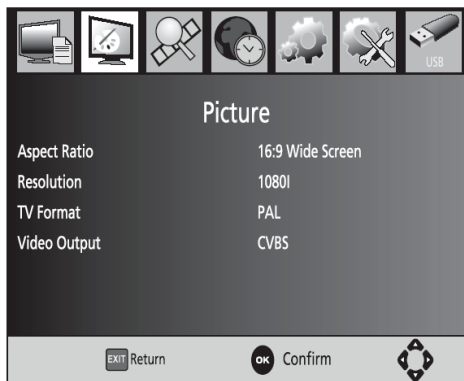 USB
Picture
Aspect Ratio 16:9 Wide Screen
Resolution 1080I
TV Format PAL
Video Output CVBS
EXIT Return OK Confirm